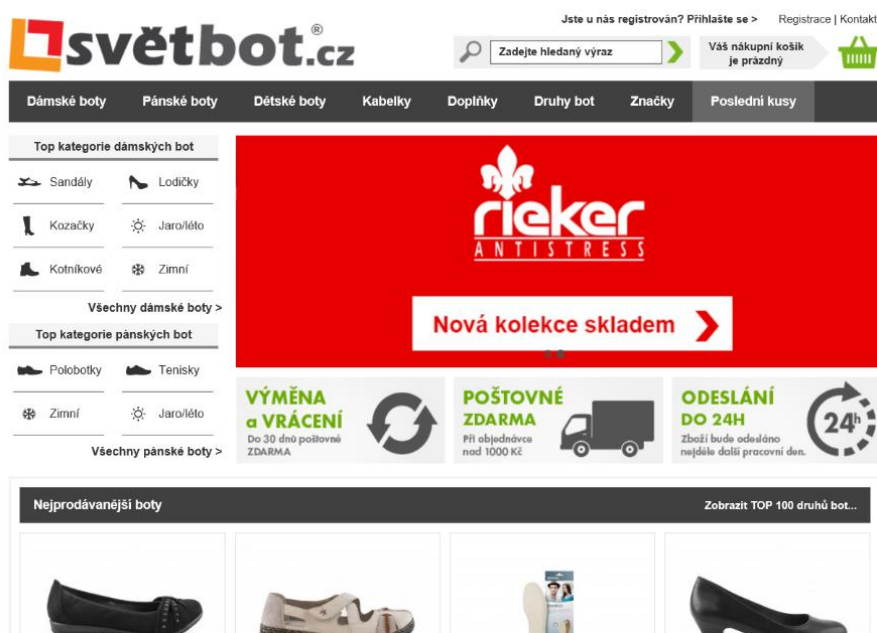 Jste u nás registrován? Přihlašte se >
Registrace | Kontakt
světbot.cz®
Zadejte hledaný výraz
Váš nákupní košík
je prázdný
Dámské boty
Pánské boty
Dětské boty
Kabelky
Doplňky
Druhy bot
Značky
Poslední kusy
Top kategorie dámských bot
Sandály
Lodičky
Kozačky
Jaro/léto
Kotníkové
Zimní
Všechny dámské boty >
Top kategorie pánských bot
Polobotky
Tenisky
Zimní
Jaro/léto
Všechny pánské boty >
rieker
ANTISTRESS
Nová kolekce skladem
VÝMĚNA
a VRÁCENÍ
Do 30 dnů poštovné
ZDARMA
POŠTOVNÉ
ZDARMA
Při objednávce
nad 1000 Kč
ODESLÁNÍ
DO 24H
Zboží bude odesláno
nejdéle další pracovní den.
24h
Nejprodávanější boty
Zobrazit TOP 100 druhů bot...